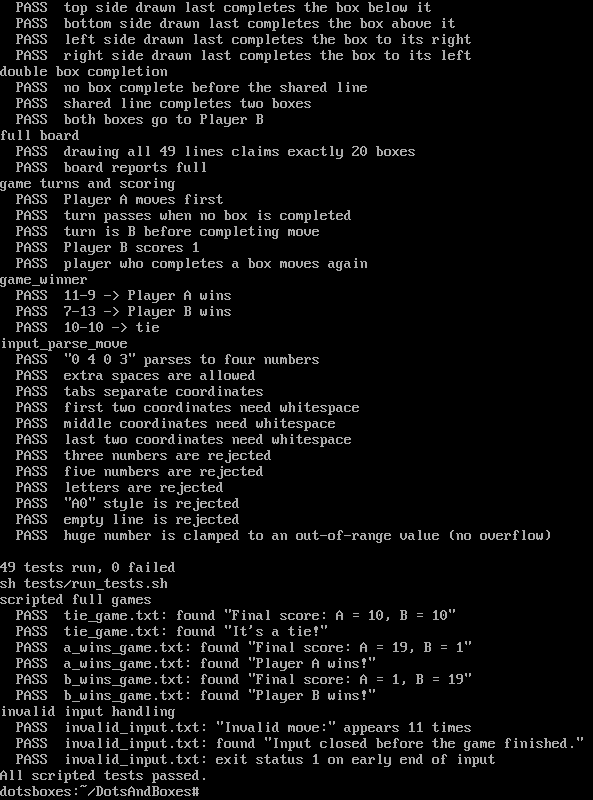 PASS  top side drawn last completes the box below it
  PASS  bottom side drawn last completes the box above it
  PASS  left side drawn last completes the box to its right
  PASS  right side drawn last completes the box to its left
double box completion
  PASS  no box complete before the shared line
  PASS  shared line completes two boxes
  PASS  both boxes go to Player B
full board
  PASS  drawing all 49 lines claims exactly 20 boxes
  PASS  board reports full
game turns and scoring
  PASS  Player A moves first
  PASS  turn passes when no box is completed
  PASS  turn is B before completing move
  PASS  Player B scores 1
  PASS  player who completes a box moves again
game_winner
  PASS  11-9 -> Player A wins
  PASS  7-13 -> Player B wins
  PASS  10-10 -> tie
input_parse_move
  PASS  "0 4 0 3" parses to four numbers
  PASS  extra spaces are allowed
  PASS  tabs separate coordinates
  PASS  first two coordinates need whitespace
  PASS  middle coordinates need whitespace
  PASS  last two coordinates need whitespace
  PASS  three numbers are rejected
  PASS  five numbers are rejected
  PASS  letters are rejected
  PASS  "A0" style is rejected
  PASS  empty line is rejected
  PASS  huge number is clamped to an out-of-range value (no overflow)

49 tests run, 0 failed
sh tests/run_tests.sh
scripted full games
  PASS  tie_game.txt: found "Final score: A = 10, B = 10"
  PASS  tie_game.txt: found "It's a tie!"
  PASS  a_wins_game.txt: found "Final score: A = 19, B = 1"
  PASS  a_wins_game.txt: found "Player A wins!"
  PASS  b_wins_game.txt: found "Final score: A = 1, B = 19"
  PASS  b_wins_game.txt: found "Player B wins!"
invalid input handling
  PASS  invalid_input.txt: "Invalid move:" appears 11 times
  PASS  invalid_input.txt: found "Input closed before the game finished."
  PASS  invalid_input.txt: exit status 1 on early end of input
All scripted tests passed.
dotsboxes:~/DotsAndBoxes#